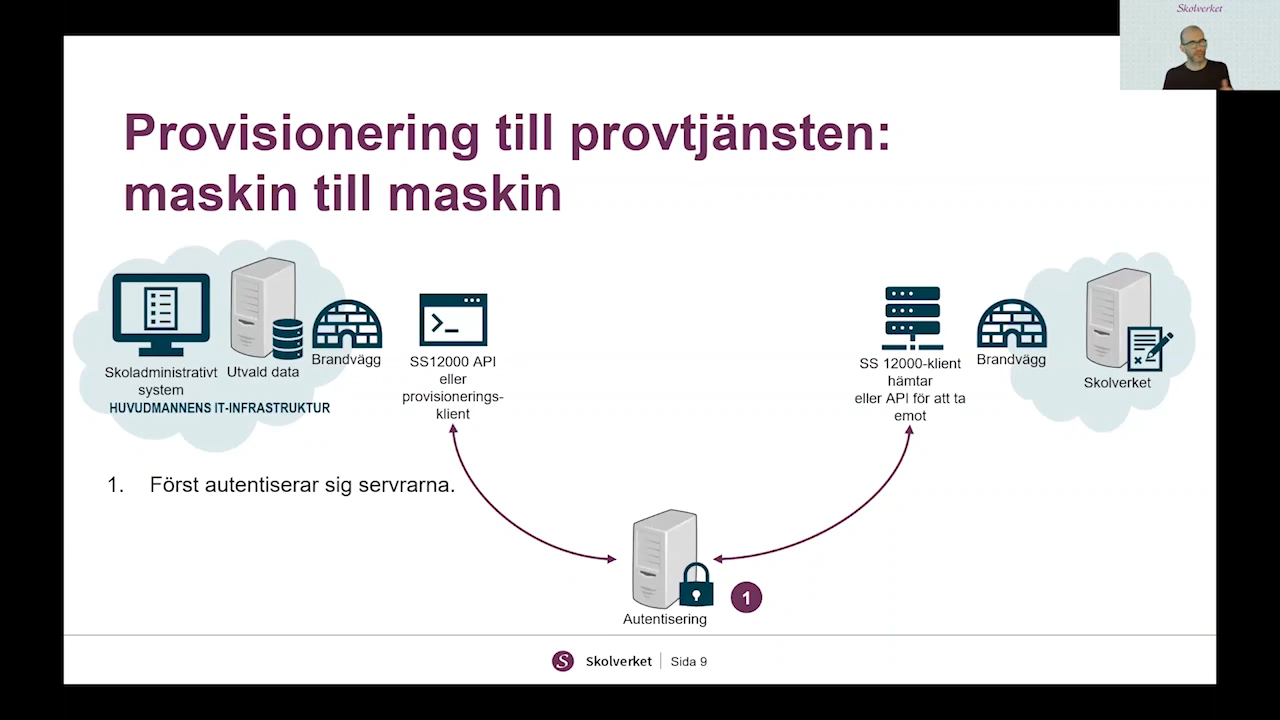 Skolverket
Provisionering till provtjänsten:
maskin till maskin
Skoladministrativt
system
Utvald data
Brandvägg
HUVUDMANNENS IT-INFRASTRUKTUR
SS12000 API
eller
provisionerings-
klient
SS 12000-klient
hämtar
eller API för att ta
emot
Brandvägg
Skolverket
1. Först autentiserar sig servrarna.
1
Autentisering
S Skolverket | Sida 9